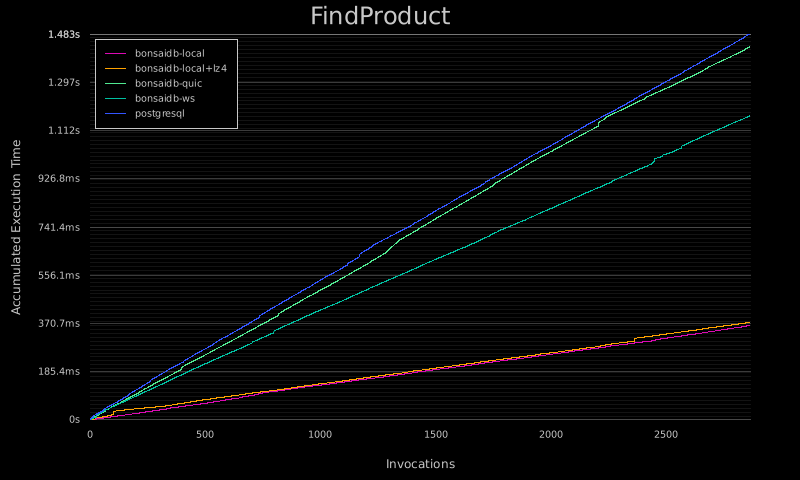 FindProduct
1.483s
1.297s
1.112s
926.8ms
741.4ms
556.1ms
370.7ms
185.4ms
0s
Accumulated Execution Time
bonsaidb-local
bonsaidb-local+lz4
bonsaidb-quic
bonsaidb-ws
postgresql
0 500 1000 1500 2000 2500
Invocations